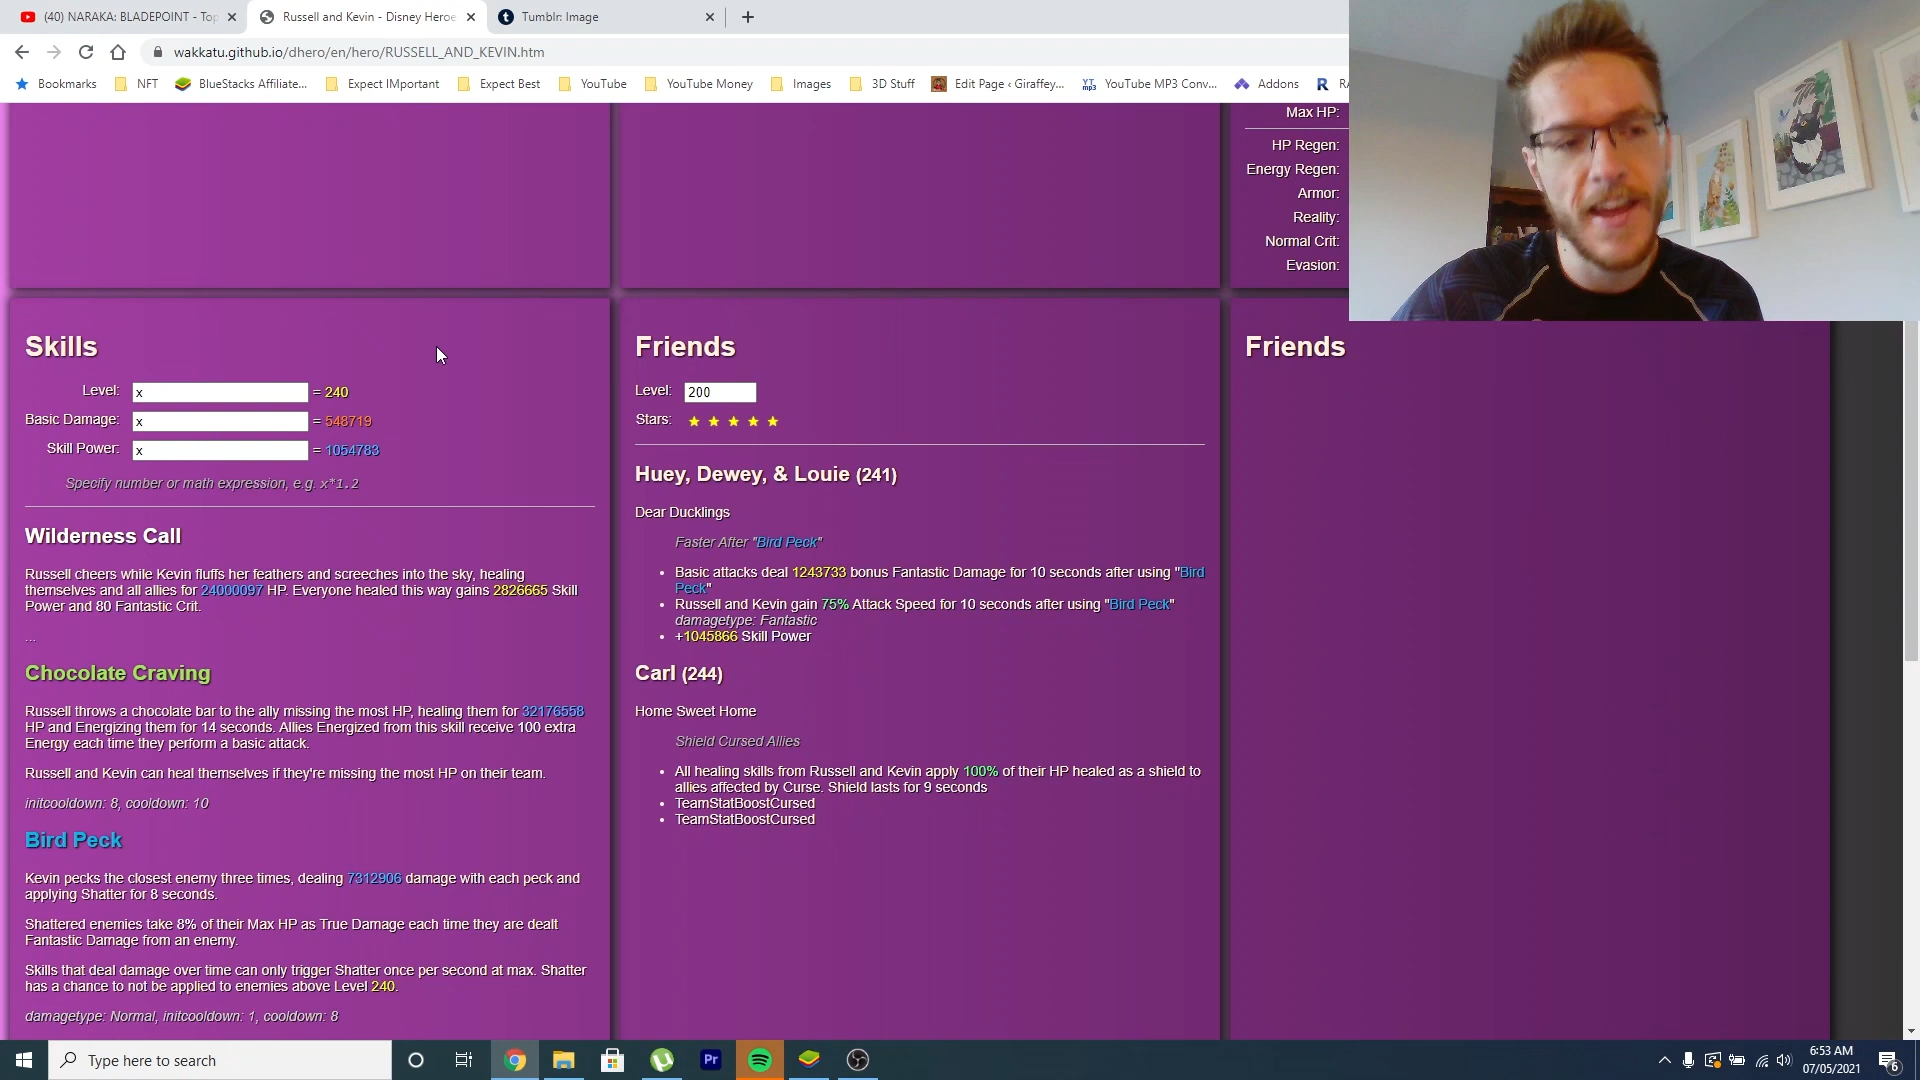 (40) NARAKA: BLADEPOINT - Top
Russell and Kevin - Disney Heroe
Tumblr: Image
wakkatu.github.io/dhero/en/hero/RUSSELL_AND_KEVIN.htm
Bookmarks
NFT
BlueStacks Affiliate...
Expect IMportant
Expect Best
YouTube
YouTube Money
Images
3D Stuff
Edit Page ‹ Giraffey...
YouTube MP3 Conv...
Addons
Max HP:
HP Regen:
Energy Regen:
Armor:
Reality:
Normal Crit:
Evasion:
Skills
Level: x = 240
Basic Damage: x = 548719
Skill Power: x = 1054783
Specify number or math expression, e.g. x*1.2
Wilderness Call
Russell cheers while Kevin fluffs her feathers and screeches into the sky, healing
themselves and all allies for 24000097 HP. Everyone healed this way gains 2826665 Skill
Power and 80 Fantastic Crit.
...
Chocolate Craving
Russell throws a chocolate bar to the ally missing the most HP, healing them for 32176558
HP and Energizing them for 14 seconds. Allies Energized from this skill receive 100 extra
Energy each time they perform a basic attack.
Russell and Kevin can heal themselves if they're missing the most HP on their team.
initcooldown: 8, cooldown: 10
Bird Peck
Kevin pecks the closest enemy three times, dealing 7312906 damage with each peck and
applying Shatter for 8 seconds.
Shattered enemies take 8% of their Max HP as True Damage each time they are dealt
Fantastic Damage from an enemy.
Skills that deal damage over time can only trigger Shatter once per second at max. Shatter
has a chance to not be applied to enemies above Level 240.
damagetype: Normal, initcooldown: 1, cooldown: 8
Friends
Level: 200
Stars: ★ ★ ★ ★ ★
Huey, Dewey, & Louie (241)
Dear Ducklings
Faster After "Bird Peck"
• Basic attacks deal 1243733 bonus Fantastic Damage for 10 seconds after using "Bird
Peck"
• Russell and Kevin gain 75% Attack Speed for 10 seconds after using "Bird Peck"
damagetype: Fantastic
• +1045866 Skill Power
Carl (244)
Home Sweet Home
Shield Cursed Allies
• All healing skills from Russell and Kevin apply 100% of their HP healed as a shield to
allies affected by Curse. Shield lasts for 9 seconds
• TeamStatBoostCursed
• TeamStatBoostCursed
Friends
Type here to search
Pr
6:53 AM
07/05/2021
6